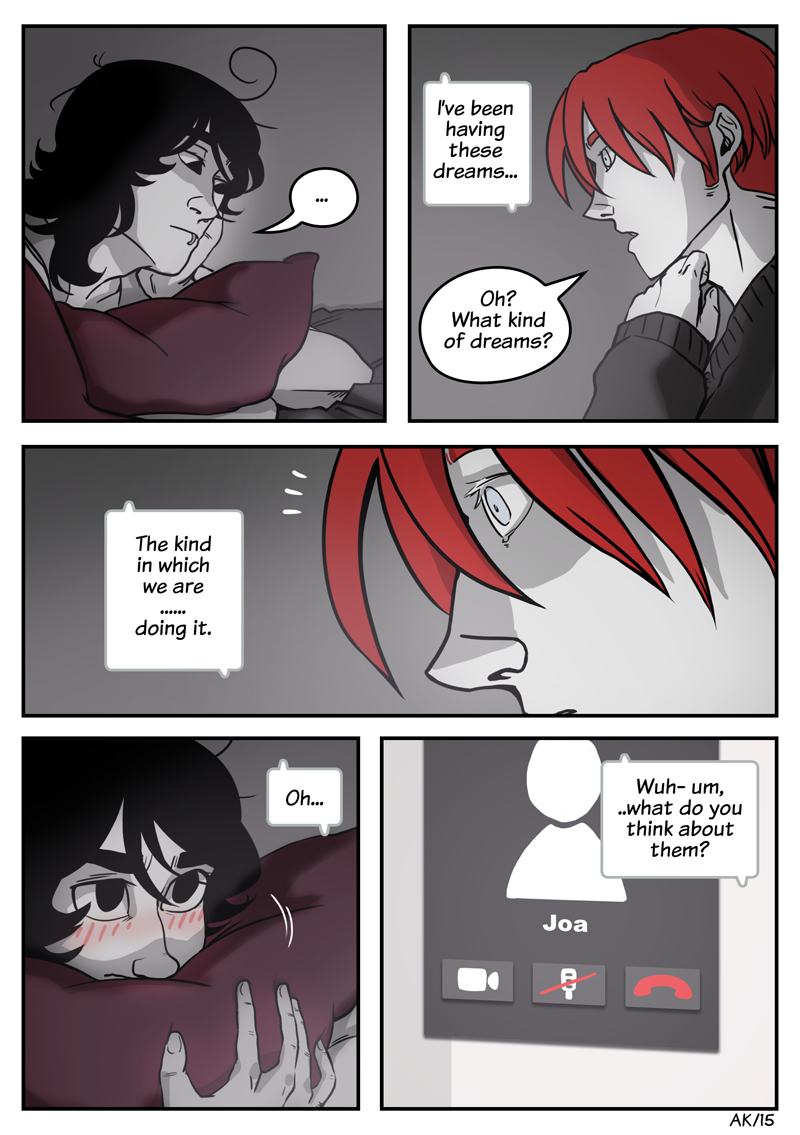 ...
I've been
having
these
dreams...
Oh?
What kind
of dreams?
The kind
in which
we are
......
doing it.
Oh...
Wuh- um,
..what do you
think about
them?
Joa
AK/15